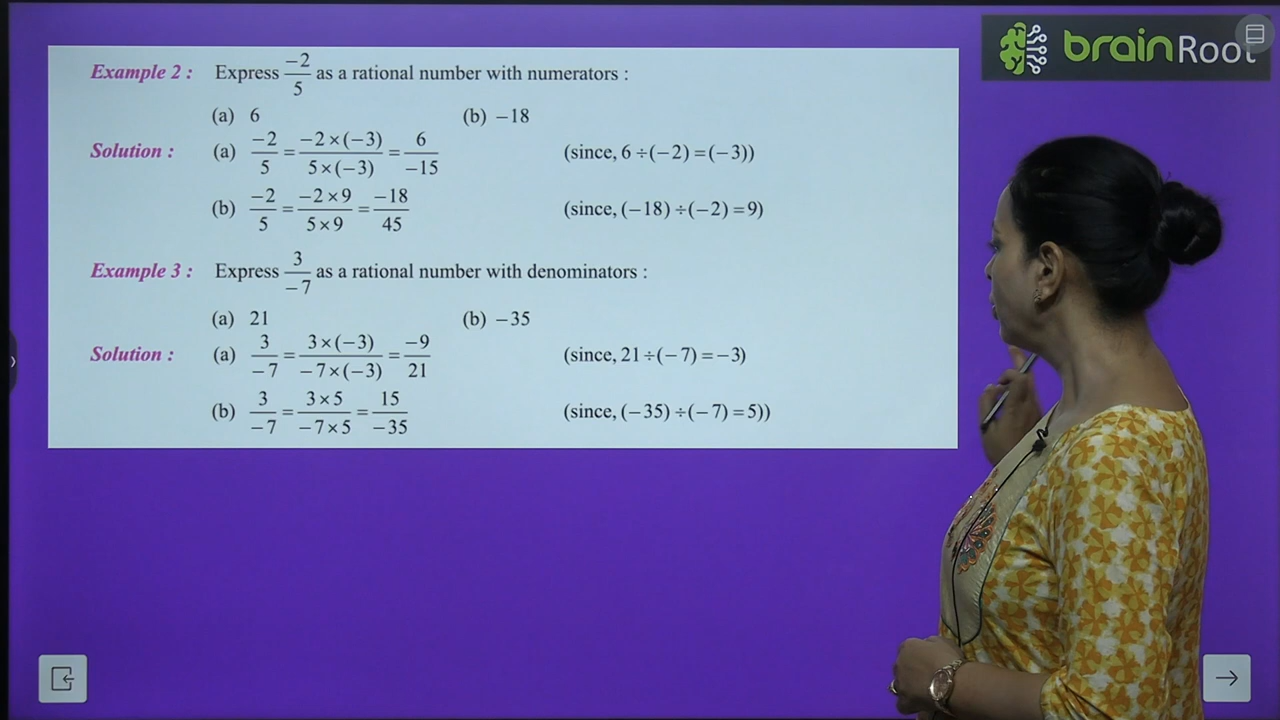 brainRoot
Example 2 : Express −2/5 as a rational number with numerators :
(a) 6 (b) −18
Solution : (a) −2/5 = −2×(−3)/5×(−3) = 6/−15 (since, 6 ÷(−2) =(−3))
(b) −2/5 = −2×9/5×9 = −18/45 (since, (−18) ÷(−2) = 9)
Example 3 : Express 3/−7 as a rational number with denominators :
(a) 21 (b) −35
Solution : (a) 3/−7 = 3×(−3)/−7×(−3) = −9/21 (since, 21 ÷(−7) = −3)
(b) 3/−7 = 3×5/−7×5 = 15/−35 (since, (−35) ÷(−7) = 5))